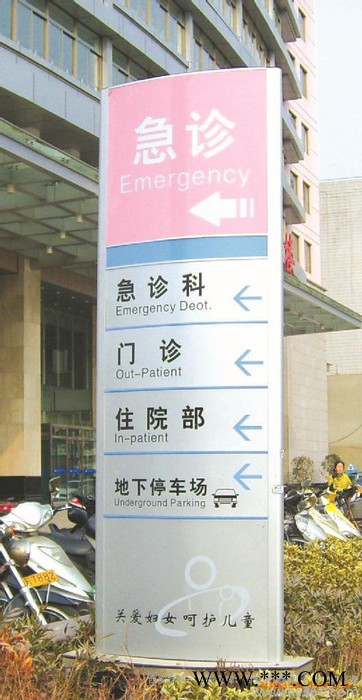 急诊
Emergency
急诊科
Emergency Deot.
门诊
Out-Patient
住院部
In-patient
地下停车场
Underground Parking
关爱妇女 呵护儿童
www.***.COM